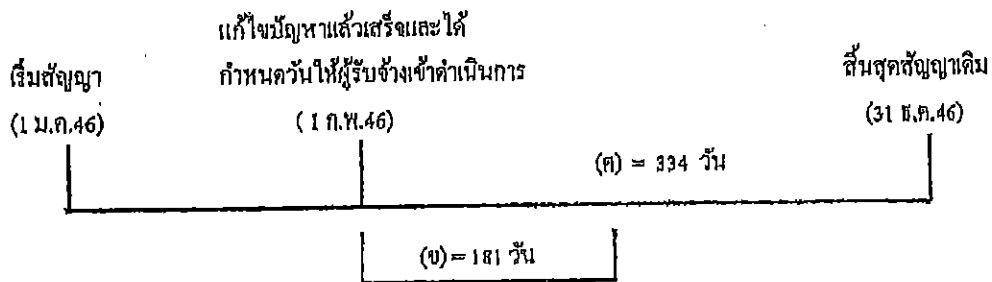 แก้ไขปัญหาแล้วเสร็จและได้
เริ่มสัญญา กำหนดวันให้ผู้รับจ้างเข้าดำเนินการ สิ้นสุดสัญญาเดิม
(1 ม.ค.46) ( 1 ก.พ.46) (31 ธ.ค.46)
(ค) = 334 วัน
(ข) = 181 วัน